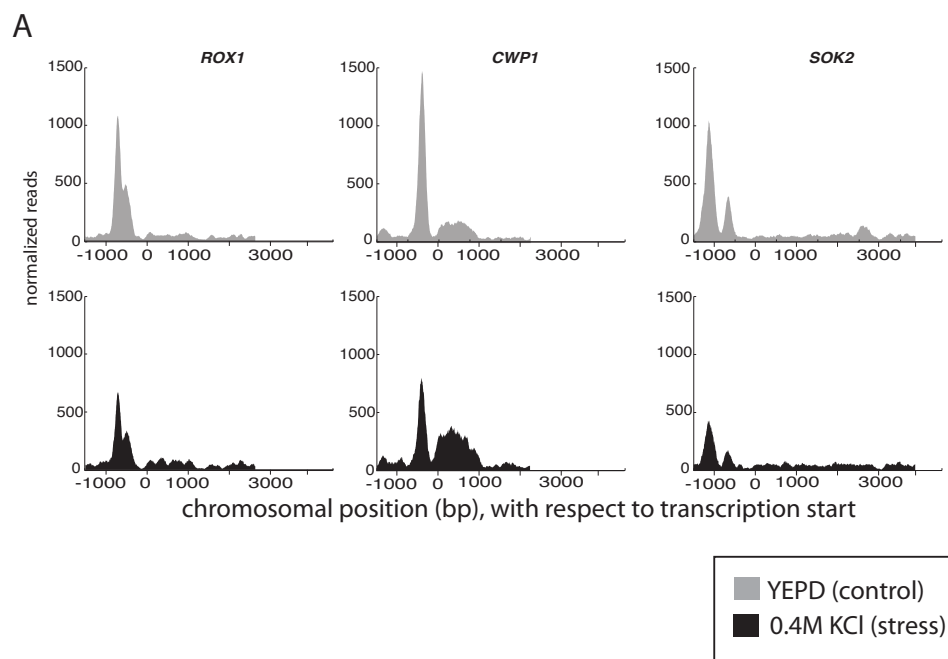 A
ROX1 CWP1 SOK2
1500 1500 1500
1000 1000 1000
500 500 500
0 0 0
-1000 0 1000 3000 -1000 0 1000 3000 -1000 0 1000 3000
normalized reads
1500 1500 1500
1000 1000 1000
500 500 500
0 0 0
-1000 0 1000 3000 -1000 0 1000 3000 -1000 0 1000 3000
chromosomal position (bp), with respect to transcription start
YEPD (control)
0.4M KCl (stress)